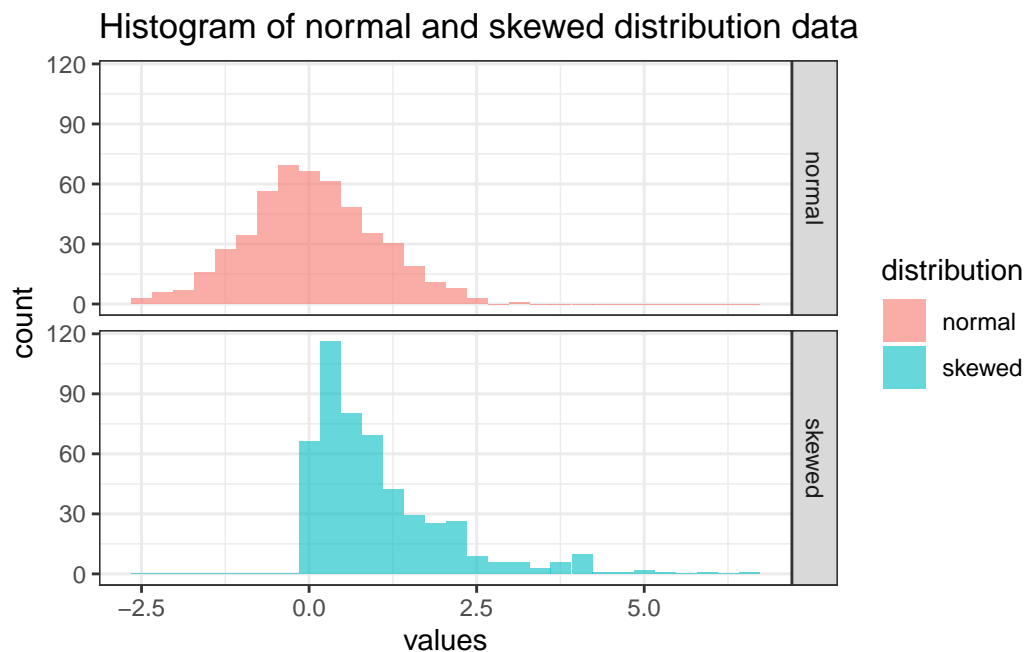 Histogram of normal and skewed distribution data
120
90
60
30
0
normal
120
90
60
30
0
skewed
count
−2.5 0.0 2.5 5.0
values
distribution
normal
skewed